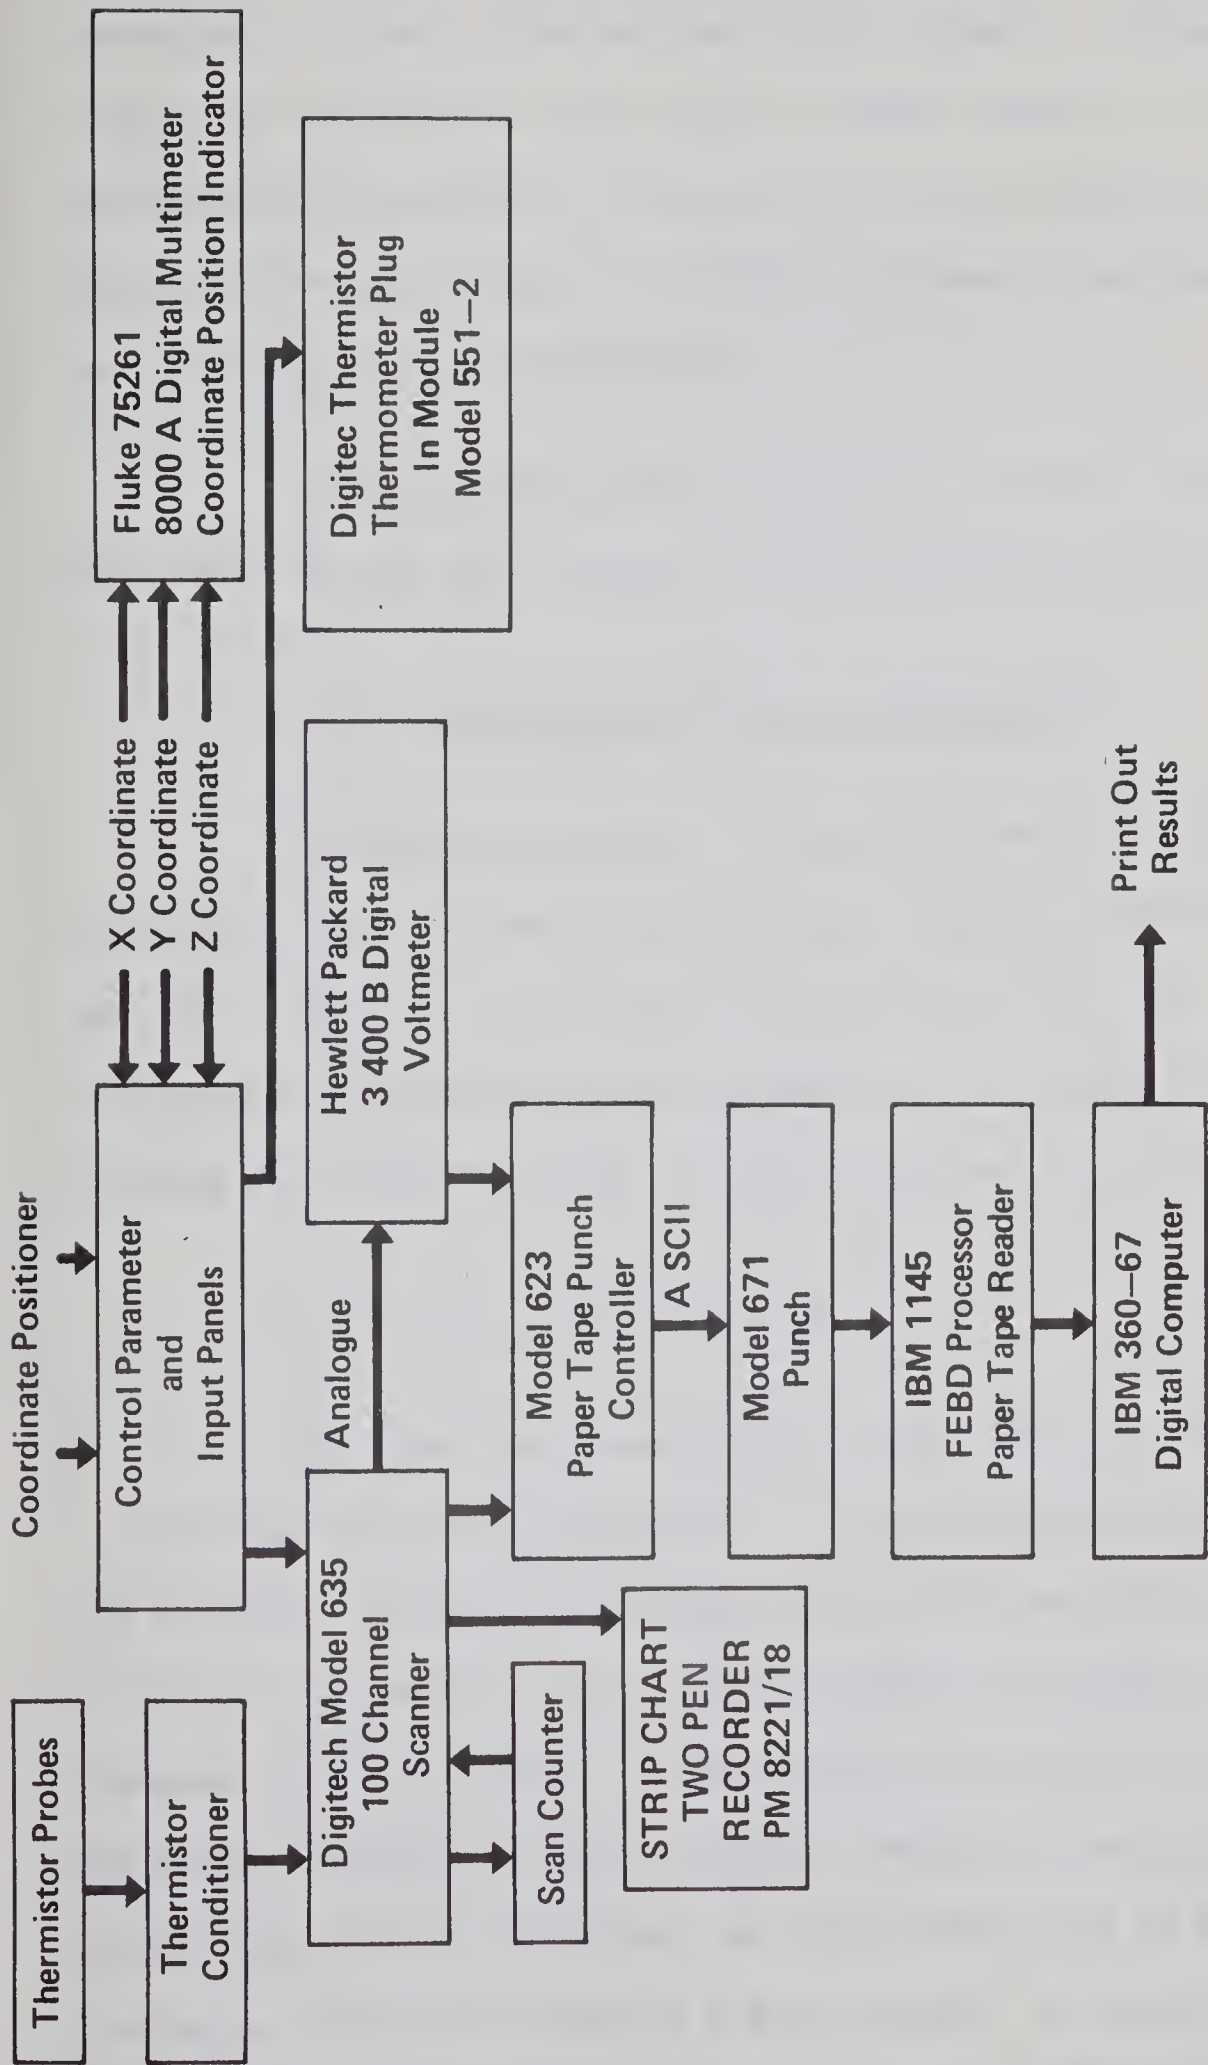 Coordinate Positioner
Thermistor Probes
Thermistor
Conditioner
Control Parameter
and
Input Panels
X Coordinate
Y Coordinate
Z Coordinate
Fluke 75261
8000 A Digital Multimeter
Coordinate Position Indicator
Digitech Model 635
100 Channel
Scanner
Analogue
Hewlett Packard
3 400 B Digital
Voltmeter
Digitec Thermistor
Thermometer Plug
In Module
Model 551–2
Scan Counter
STRIP CHART
TWO PEN
RECORDER
PM 8221/18
Model 623
Paper Tape Punch
Controller
A SCII
Model 671
Punch
IBM 1145
FEBD Processor
Paper Tape Reader
IBM 360–67
Digital Computer
Print Out
Results